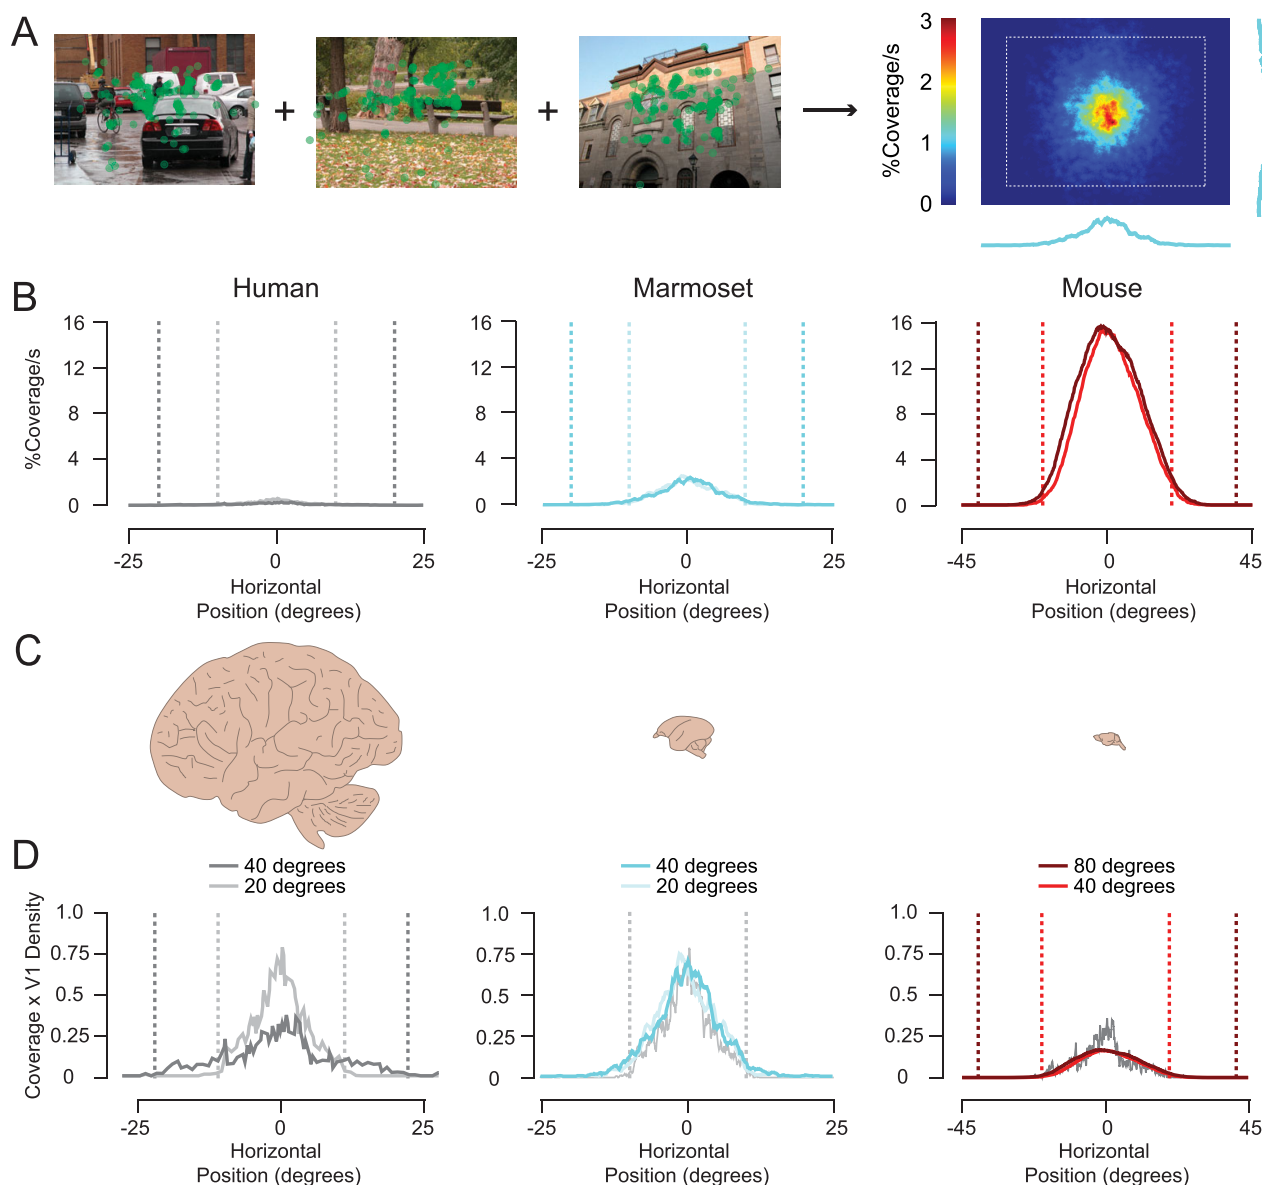 A
+
+
%Coverage/s
3
2
1
0
B
Human
Marmoset
Mouse
%Coverage/s
16
12
8
4
0
16
12
8
4
0
16
12
8
4
0
-25
0
25
-25
0
25
-45
0
45
Horizontal
Position (degrees)
Horizontal
Position (degrees)
Horizontal
Position (degrees)
C
D
40 degrees
20 degrees
40 degrees
20 degrees
80 degrees
40 degrees
Coverage x V1 Density
1.0
0.75
0.5
0.25
0
1.0
0.75
0.5
0.25
0
1.0
0.75
0.5
0.25
0
-25
0
25
-25
0
25
-45
0
45
Horizontal
Position (degrees)
Horizontal
Position (degrees)
Horizontal
Position (degrees)